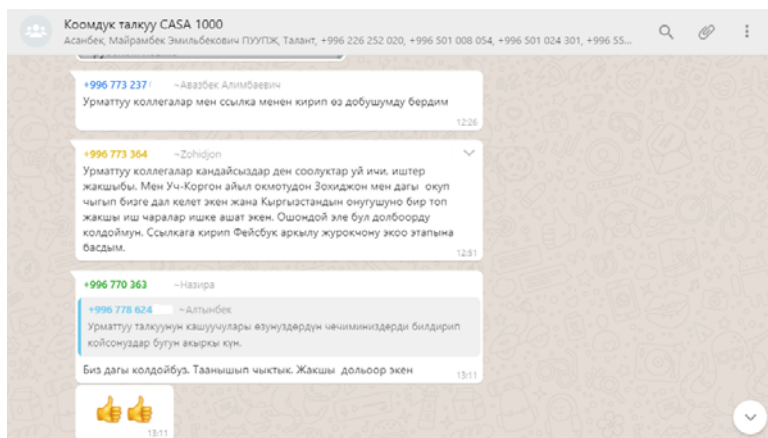 Коомдук талкуу CASA 1000
Асанбек, Майрамбек Эмильбекович ПУУПЖ, Талант, +996 226 252 020, +996 501 008 054, +996 501 024 301, +996 55...
+996 773 237 ~Авазбек Алимбаевич
Урматтуу коллегалар мен ссылка менен кирип өз добушумду бердим
12:26
+996 773 364 ~Zohidjon
Урматтуу коллегалар кандайсыздар ден соолуктар уй ичи, иштер
жакшыбы. Мен Уч-Коргон айыл окмотудон Зохиджон мен дагы окуп
чыгып бизге дал келет экен жана Кыргызстандын онугушуно бир топ
жакшы иш чаралар ишке ашат экен. Ошондой эле бул долбоорду
колдоймун. Ссылкага кирип Фейсбук аркылу журокчону экоо этапына
басдым.
12:51
+996 770 363 ~Назира
+996 778 624 ~Алтынбек
Урматтуу талкуунун кашуучулары өзунуздөрдүн чечиминиздерди билдирип
койсонуздар бугун акыркы күн.
Биз дагы колдойбуз. Таанышып чыктык. Жакшы дольоор экен
13:11
13:11